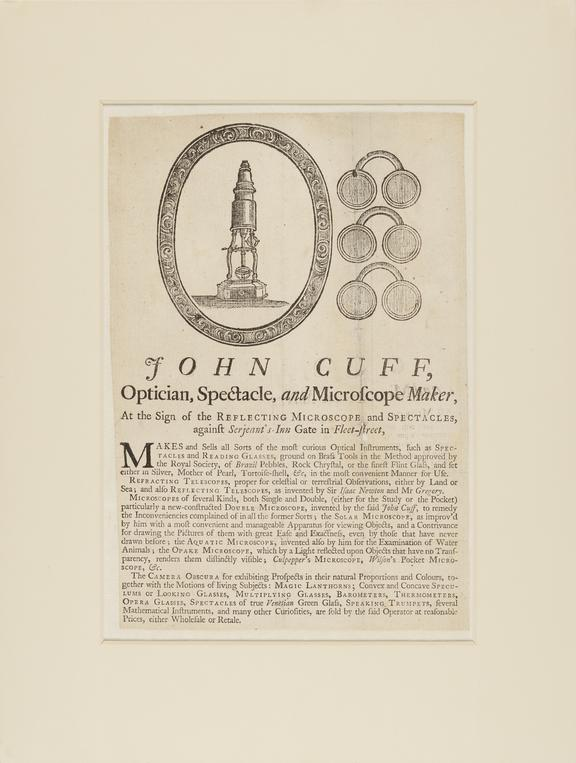 JOHN CUFF,
Optician, Spectacle, and Microſcope Maker,
At the Sign of the REFLECTING MICROSCOPE and SPECTACLES,
againſt Serjeant's-Inn Gate in Fleet-ſtreet,
MAKES and Sells all Sorts of the moſt curious Optical Inſtruments, ſuch as SPEC-
TACLES and READING GLASSES, ground on Braſs Tools in the Method approved by
the Royal Society, of Brazil Pebbles, Rock Chryſtal, or the fineſt Flint Glaſs, and ſet
either in Silver, Mother of Pearl, Tortoiſe-ſhell, &c. in the moſt convenient Manner for Uſe.
REFRACTING TELESCOPES, proper for celeſtial or terreſtrial Obſervations, either by Land or
Sea; and alſo REFLECTING TELESCOPES, as invented by Sir Iſaac Newton and Mr Gregory.
MICROSCOPES of ſeveral Kinds, both Single and Double, (either for the Study or the Pocket)
particularly a new-conſtructed DOUBLE MICROSCOPE, invented by the ſaid John Cuff, to remedy
the Inconveniencies complained of in all the former Sorts; the SOLAR MICROSCOPE, as improv'd
by him with a moſt convenient and manageable Apparatus for viewing Objects, and a Contrivance
for drawing the Pictures of them with great Eaſe and Exactneſs, even by thoſe that have never
drawn before; the AQUATIC MICROSCOPE, invented alſo by him for the Examination of Water
Animals; the OPAKE MICROSCOPE, which by a Light reflected upon Objects that have no Tranſ-
parency, renders them diſtinctly viſible; Culpepper's MICROSCOPE, Wilſon's Pocket MICRO-
SCOPE, &c.
The CAMERA OBSCURA for exhibiting Proſpects in their natural Proportions and Colours, to-
gether with the Motions of living Subjects: MAGIC LANTHORNS; Convex and Concave SPECU-
LUMS or LOOKING GLASSES, MULTIPLYING GLASSES, BAROMETERS, THERMOMETERS,
OPERA GLASSES, SPECTACLES of true Venetian Green Glaſs, SPEAKING TRUMPETS, ſeveral
Mathematical Inſtruments, and many other Curioſities, are ſold by the ſaid Operator at reaſonable
Prices, either Wholeſale or Retale.